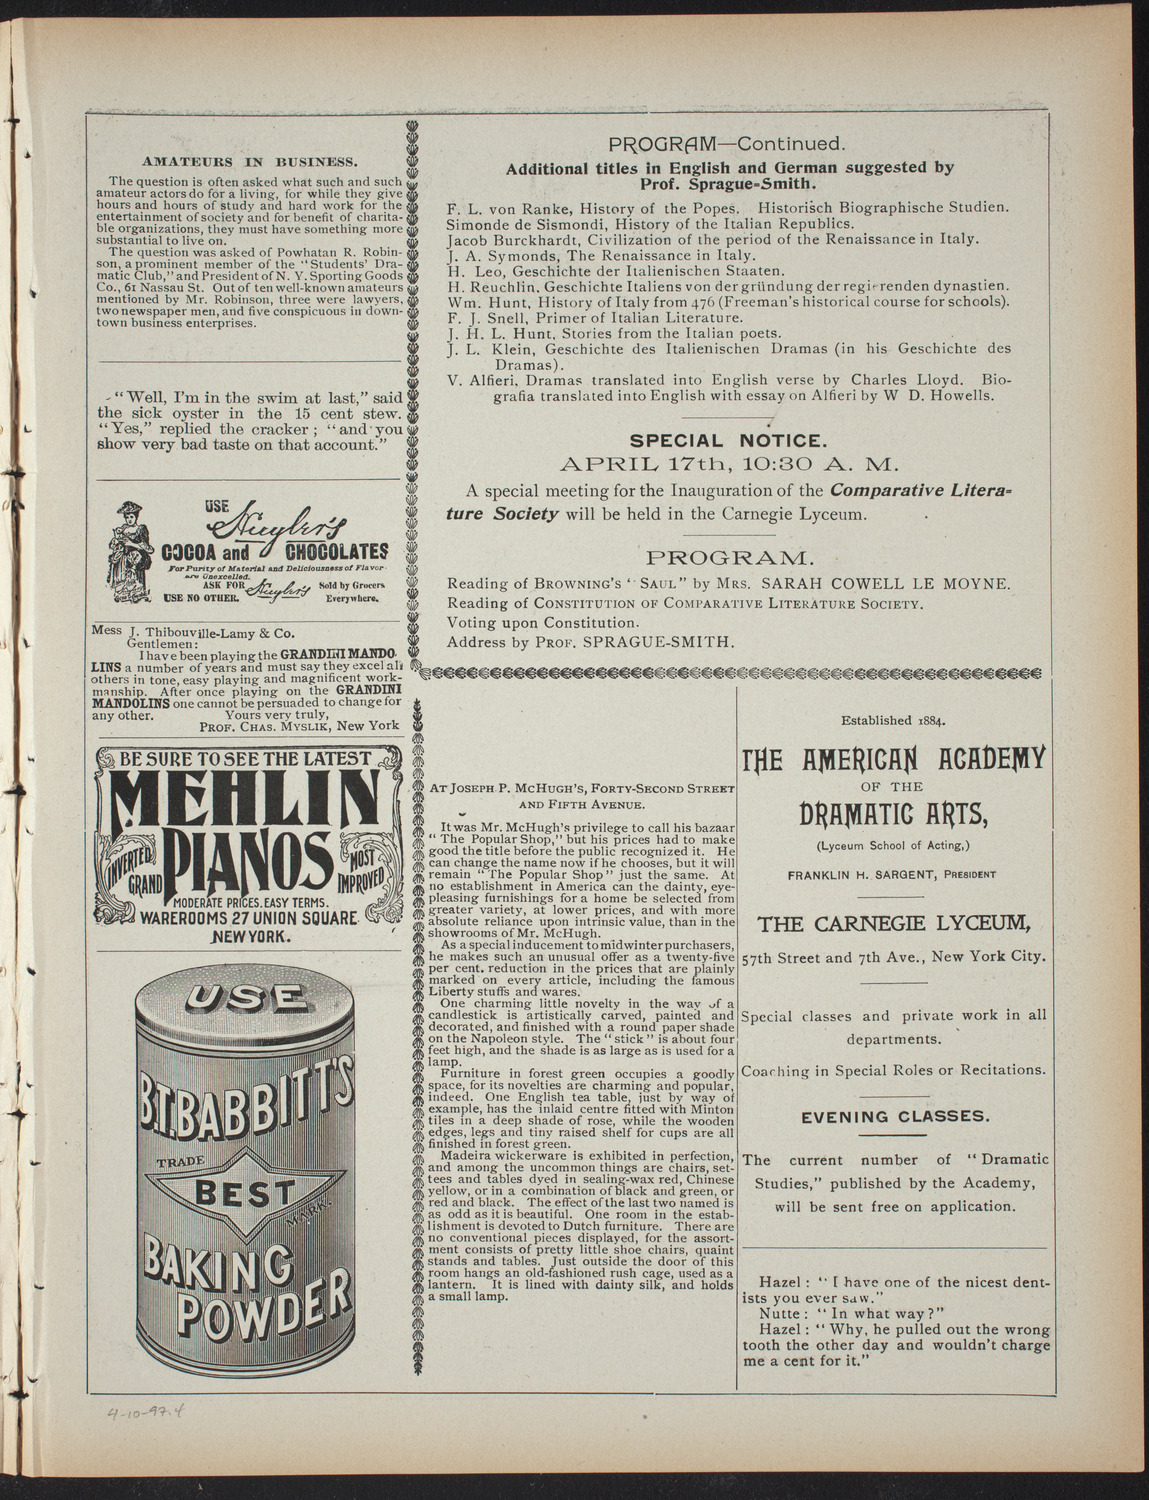 AMATEURS IN BUSINESS.
The question is often asked what such and such
amateur actors do for a living, for while they give
hours and hours of study and hard work for the
entertainment of society and for benefit of charita-
ble organizations, they must have something more
substantial to live on.
The question was asked of Powhatan R. Robin-
son, a prominent member of the "Students' Dra-
matic Club," and President of N. Y. Sporting Goods
Co., 61 Nassau St. Out of ten well-known amateurs
mentioned by Mr. Robinson, three were lawyers,
two newspaper men, and five conspicuous in down-
town business enterprises.
"Well, I'm in the swim at last," said
the sick oyster in the 15 cent stew.
"Yes," replied the cracker; "and you
show very bad taste on that account."
USE
Huyler's
COCOA and CHOCOLATES
For Purity of Material and Deliciousness of Flavor
are Unexcelled.
ASK FOR Huyler's Sold by Grocers
USE NO OTHER. Everywhere.
Mess J. Thibouville-Lamy & Co.
Gentlemen:
I have been playing the GRANDINI MANDO-
LINS a number of years and must say they excel all
others in tone, easy playing and magnificent work-
manship. After once playing on the GRANDINI
MANDOLINS one cannot be persuaded to change for
any other. Yours very truly,
PROF. CHAS. MYSLIK, New York
BE SURE TO SEE THE LATEST
MEHLIN
PIANOS
INVERTED
GRAND
MOST
IMPROVED
MODERATE PRICES. EASY TERMS.
WAREROOMS 27 UNION SQUARE
NEW YORK.
USE
B.T. BABBITT'S
TRADE
BEST
MARK.
BAKING
POWDER
4-10-97.4
PROGRAM—Continued.
Additional titles in English and German suggested by
Prof. Sprague-Smith.
F. L. von Ranke, History of the Popes. Historisch Biographische Studien.
Simonde de Sismondi, History of the Italian Republics.
Jacob Burckhardt, Civilization of the period of the Renaissance in Italy.
J. A. Symonds, The Renaissance in Italy.
H. Leo, Geschichte der Italienischen Staaten.
H. Reuchlin, Geschichte Italiens von der gründung der regierenden dynastien.
Wm. Hunt, History of Italy from 476 (Freeman's historical course for schools).
F. J. Snell, Primer of Italian Literature.
J. H. L. Hunt, Stories from the Italian poets.
J. L. Klein, Geschichte des Italienischen Dramas (in his Geschichte des
Dramas).
V. Alfieri, Dramas translated into English verse by Charles Lloyd. Bio-
grafia translated into English with essay on Alfieri by W D. Howells.
SPECIAL NOTICE.
APRIL 17th, 10:30 A. M.
A special meeting for the Inauguration of the Comparative Litera-
ture Society will be held in the Carnegie Lyceum.
PROGRAM.
Reading of BROWNING'S "SAUL" by MRS. SARAH COWELL LE MOYNE.
Reading of CONSTITUTION OF COMPARATIVE LITERATURE SOCIETY.
Voting upon Constitution.
Address by PROF. SPRAGUE-SMITH.
AT JOSEPH P. MCHUGH'S, FORTY-SECOND STREET
AND FIFTH AVENUE.
It was Mr. McHugh's privilege to call his bazaar
"The Popular Shop," but his prices had to make
good the title before the public recognized it. He
can change the name now if he chooses, but it will
remain "The Popular Shop" just the same. At
no establishment in America can the dainty, eye-
pleasing furnishings for a home be selected from
greater variety, at lower prices, and with more
absolute reliance upon intrinsic value, than in the
showrooms of Mr. McHugh.
As a special inducement to midwinter purchasers,
he makes such an unusual offer as a twenty-five
per cent. reduction in the prices that are plainly
marked on every article, including the famous
Liberty stuffs and wares.
One charming little novelty in the way of a
candlestick is artistically carved, painted and
decorated, and finished with a round paper shade
on the Napoleon style. The "stick" is about four
feet high, and the shade is as large as is used for a
lamp.
Furniture in forest green occupies a goodly
space, for its novelties are charming and popular,
indeed. One English tea table, just by way of
example, has the inlaid centre fitted with Minton
tiles in a deep shade of rose, while the wooden
edges, legs and tiny raised shelf for cups are all
finished in forest green.
Madeira wickerware is exhibited in perfection,
and among the uncommon things are chairs, set-
tees and tables dyed in sealing-wax red, Chinese
yellow, or in a combination of black and green, or
red and black. The effect of the last two named is
as odd as it is beautiful. One room in the estab-
lishment is devoted to Dutch furniture. There are
no conventional pieces displayed, for the assort-
ment consists of pretty little shoe chairs, quaint
stands and tables. Just outside the door of this
room hangs an old-fashioned rush cage, used as a
lantern. It is lined with dainty silk, and holds
a small lamp.
Established 1884.
THE AMERICAN ACADEMY
OF THE
DRAMATIC ARTS,
(Lyceum School of Acting,)
FRANKLIN H. SARGENT, PRESIDENT
THE CARNEGIE LYCEUM,
57th Street and 7th Ave., New York City.
Special classes and private work in all
departments.
Coaching in Special Roles or Recitations.
EVENING CLASSES.
The current number of "Dramatic
Studies," published by the Academy,
will be sent free on application.
Hazel: "I have one of the nicest dent-
ists you ever saw."
Nutte: "In what way?"
Hazel: "Why, he pulled out the wrong
tooth the other day and wouldn't charge
me a cent for it."